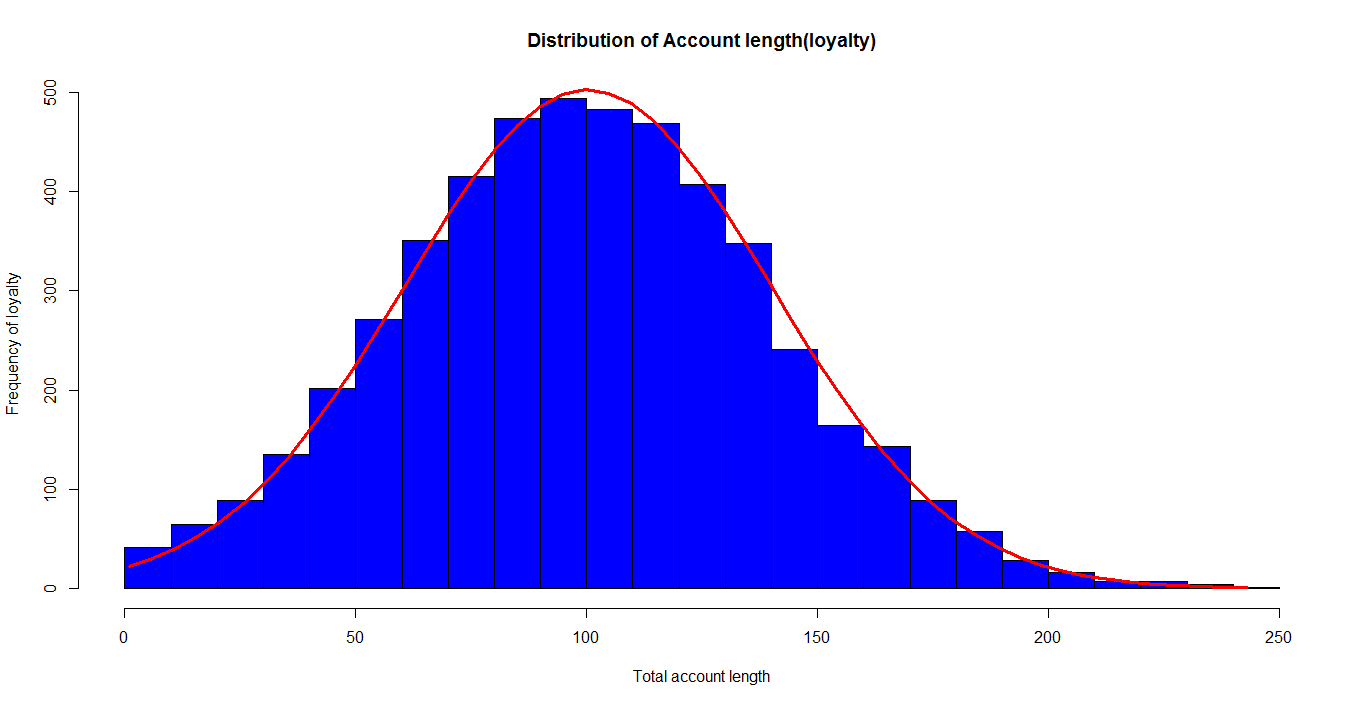 Distribution of Account length(loyalty)
Frequency of loyalty
500
400
300
200
100
0
0 50 100 150 200 250
Total account length